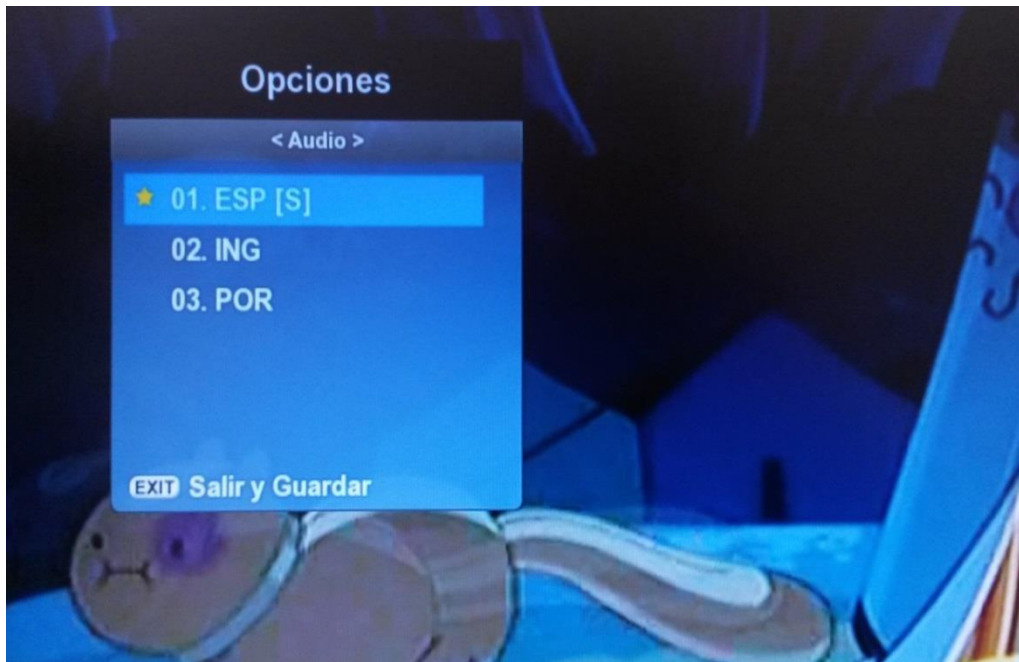 Opciones
< Audio >
01. ESP [S]
02. ING
03. POR
EXIT Salir y Guardar